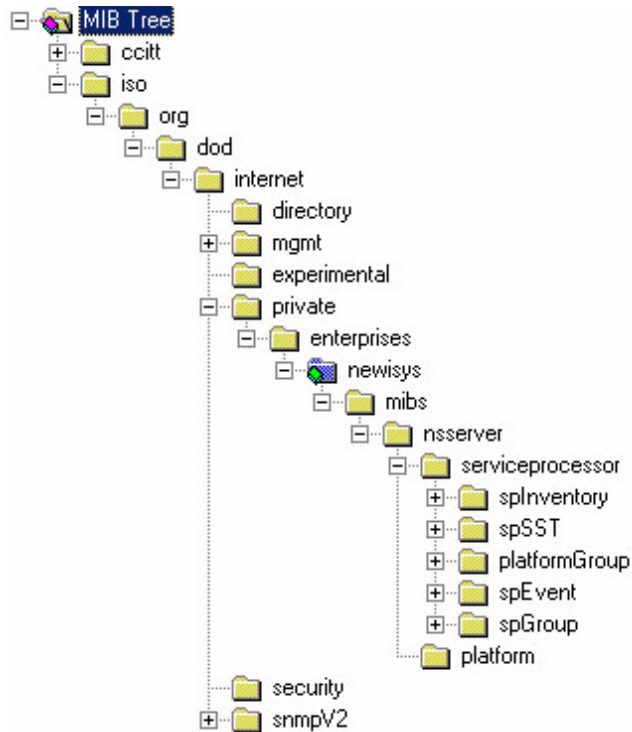 MIB Tree
ccitt
iso
org
dod
internet
directory
mgmt
experimental
private
enterprises
newisys
mibs
nsserver
serviceprocessor
spInventory
spSST
platformGroup
spEvent
spGroup
platform
security
snmpV2